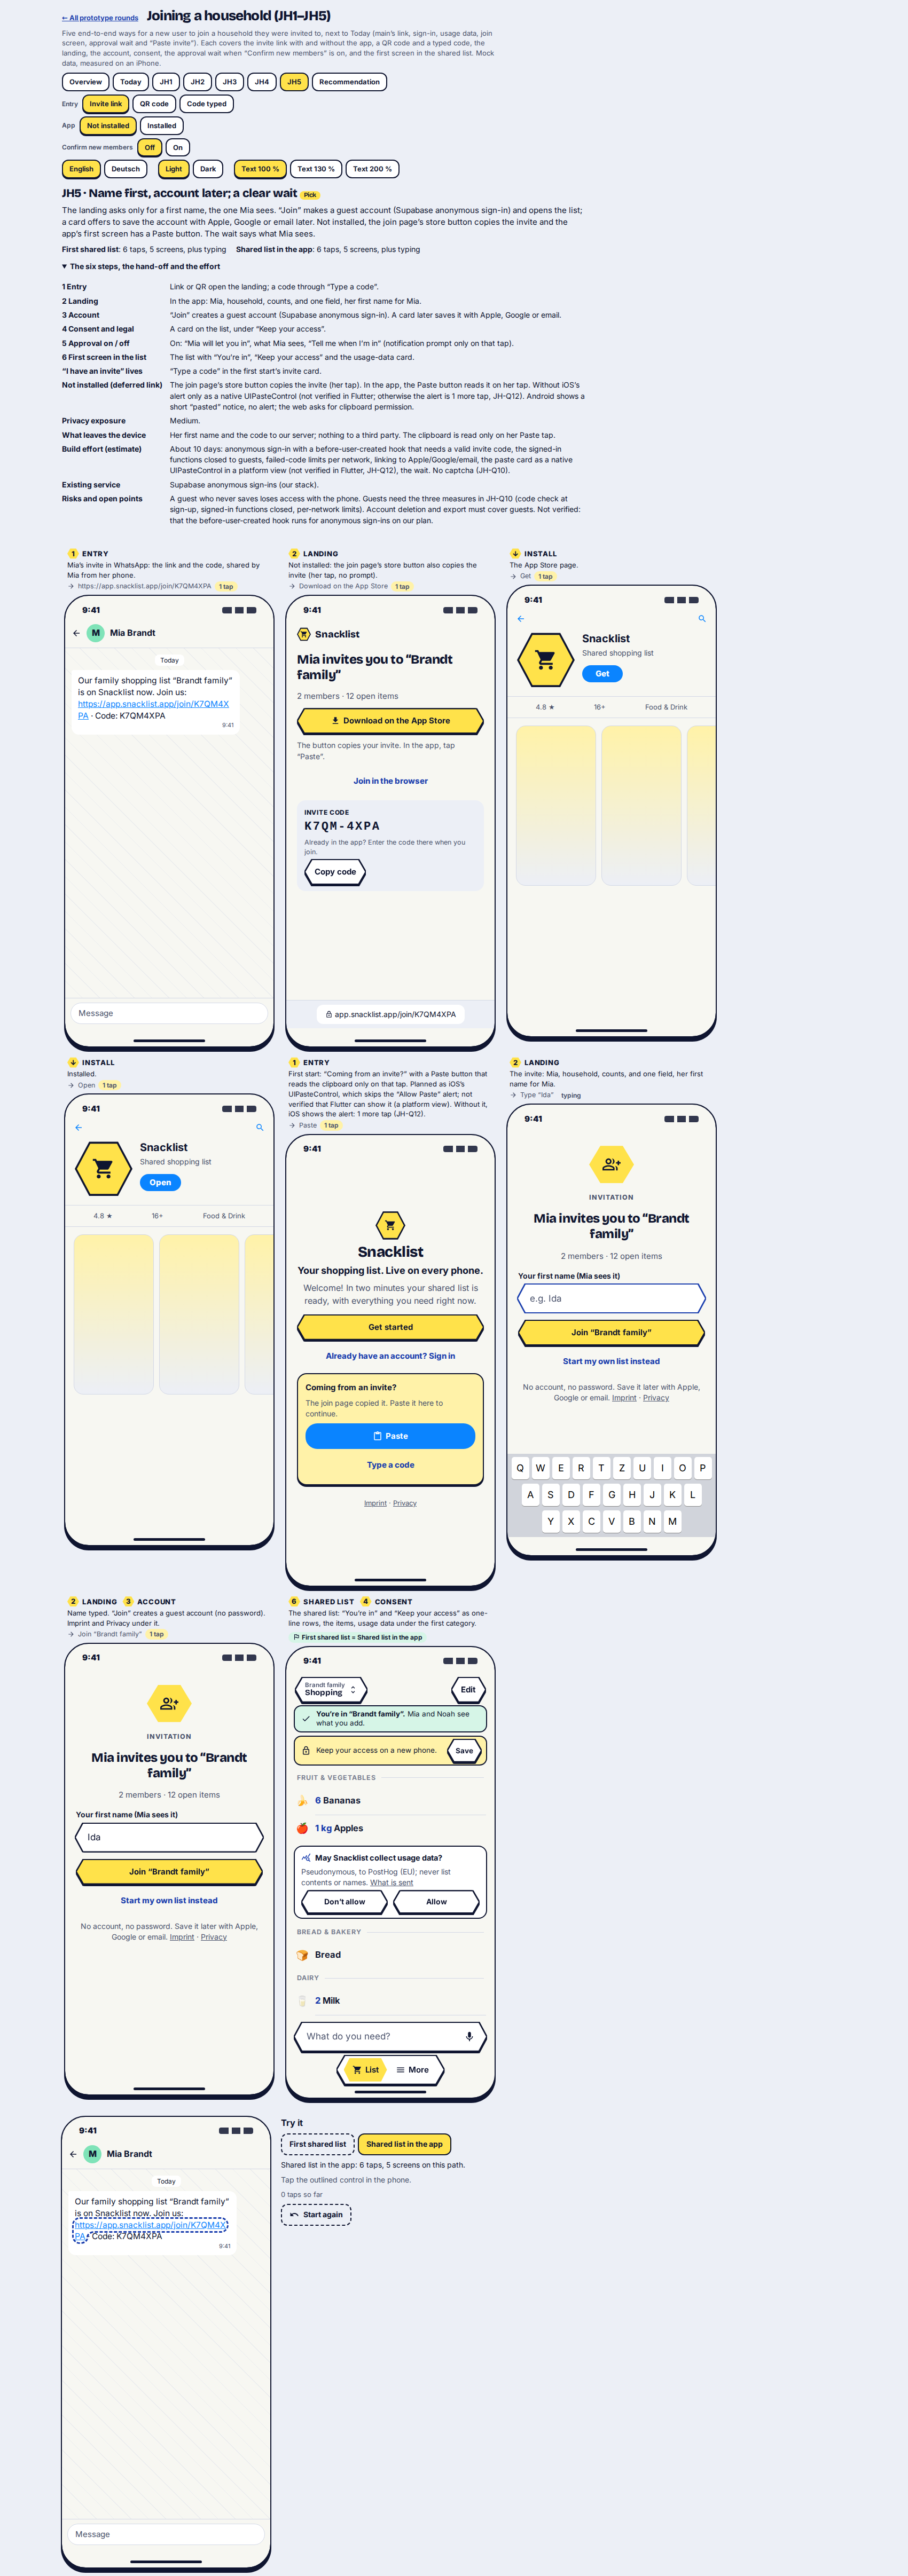 ← All prototype rounds
Joining a household (JH1–JH5)
Five end-to-end ways for a new user to join a household they were invited to, next to Today (main's link, sign-in, usage data, join
screen, approval wait and “Paste invite”). Each covers the invite link with and without the app, a QR code and a typed code, the
landing, the account, consent, the approval wait when “Confirm new members” is on, and the first screen in the shared list. Mock
data, measured on an iPhone.
Overview
Today
JH1
JH2
JH3
JH4
JH5
Recommendation
Entry
Invite link
QR code
Code typed
App
Not installed
Installed
Confirm new members
Off
On
English
Deutsch
Light
Dark
Text 100 %
Text 130 %
Text 200 %
JH5 · Name first, account later; a clear wait
Pick
The landing asks only for a first name, the one Mia sees. “Join” makes a guest account (Supabase anonymous sign-in) and opens the list;
a card offers to save the account with Apple, Google or email later. Not installed, the join page's store button copies the invite and the
app's first screen has a Paste button. The wait says what Mia sees.
First shared list: 6 taps, 5 screens, plus typing
Shared list in the app: 6 taps, 5 screens, plus typing
▼ The six steps, the hand-off and the effort
1 Entry
Link or QR open the landing; a code through “Type a code”.
2 Landing
In the app: Mia, household, counts, and one field, her first name for Mia.
3 Account
“Join” creates a guest account (Supabase anonymous sign-in). A card later saves it with Apple, Google or email.
4 Consent and legal
A card on the list, under “Keep your access”.
5 Approval on / off
On: “Mia will let you in”, what Mia sees, “Tell me when I'm in” (notification prompt only on that tap).
6 First screen in the list
The list with “You're in”, “Keep your access” and the usage-data card.
“I have an invite” lives
“Type a code” in the first start's invite card.
Not installed (deferred link)
The join page's store button copies the invite (her tap). In the app, the Paste button reads it on her tap. Without iOS's
alert only as a native UIPasteControl (not verified in Flutter; otherwise the alert is 1 more tap, JH-Q12). Android shows a
short “pasted” notice, no alert; the web asks for clipboard permission.
Privacy exposure
Medium.
What leaves the device
Her first name and the code to our server; nothing to a third party. The clipboard is read only on her Paste tap.
Build effort (estimate)
About 10 days: anonymous sign-in with a before-user-created hook that needs a valid invite code, the signed-in
functions closed to guests, failed-code limits per network, linking to Apple/Google/email, the paste card as a native
UIPasteControl in a platform view (not verified in Flutter, JH-Q12), the wait. No captcha (JH-Q10).
Existing service
Supabase anonymous sign-ins (our stack).
Risks and open points
A guest who never saves loses access with the phone. Guests need the three measures in JH-Q10 (code check at
sign-up, signed-in functions closed, per-network limits). Account deletion and export must cover guests. Not verified:
that the before-user-created hook runs for anonymous sign-ins on our plan.
1 ENTRY
Mia's invite in WhatsApp: the link and the code, shared by
Mia from her phone.
→ https://app.snacklist.app/join/K7QM4XPA 1 tap
9:41
← M Mia Brandt
Today
Our family shopping list “Brandt family”
is on Snacklist now. Join us:
https://app.snacklist.app/join/K7QM4X
PA · Code: K7QM4XPA
9:41
Message
2 LANDING
Not installed: the join page's store button also copies the
invite (her tap, no prompt).
→ Download on the App Store 1 tap
9:41
Snacklist
Mia invites you to “Brandt
family”
2 members · 12 open items
Download on the App Store
The button copies your invite. In the app, tap
“Paste”.
Join in the browser
INVITE CODE
K7QM-4XPA
Already in the app? Enter the code there when you
join.
Copy code
app.snacklist.app/join/K7QM4XPA
INSTALL
The App Store page.
→ Get 1 tap
9:41
Snacklist
Shared shopping list
Get
4.8 ★
16+
Food & Drink
INSTALL
Installed.
→ Open 1 tap
9:41
Snacklist
Shared shopping list
Open
4.8 ★
16+
Food & Drink
1 ENTRY
First start: “Coming from an invite?” with a Paste button that
reads the clipboard only on that tap. Planned as iOS's
UIPasteControl, which skips the “Allow Paste” alert; not
verified that Flutter can show it (a platform view). Without it,
iOS shows the alert: 1 more tap (JH-Q12).
→ Paste 1 tap
9:41
Snacklist
Your shopping list. Live on every phone.
Welcome! In two minutes your shared list is
ready, with everything you need right now.
Get started
Already have an account? Sign in
Coming from an invite?
The join page copied it. Paste it here to
continue.
Paste
Type a code
Imprint · Privacy
2 LANDING
The invite: Mia, household, counts, and one field, her first
name for Mia.
→ Type “Ida” typing
9:41
INVITATION
Mia invites you to “Brandt
family”
2 members · 12 open items
Your first name (Mia sees it)
e.g. Ida
Join “Brandt family”
Start my own list instead
No account, no password. Save it later with Apple,
Google or email. Imprint · Privacy
Q W E R T Z U I O P
A S D F G H J K L
Y X C V B N M
2 LANDING 3 ACCOUNT
Name typed. “Join” creates a guest account (no password).
Imprint and Privacy under it.
→ Join “Brandt family” 1 tap
9:41
INVITATION
Mia invites you to “Brandt
family”
2 members · 12 open items
Your first name (Mia sees it)
Ida
Join “Brandt family”
Start my own list instead
No account, no password. Save it later with Apple,
Google or email. Imprint · Privacy
6 SHARED LIST 4 CONSENT
The shared list: “You're in” and “Keep your access” as one-
line rows, the items, usage data under the first category.
First shared list = Shared list in the app
9:41
Brandt family
Shopping
Edit
You're in “Brandt family”. Mia and Noah see
what you add.
Keep your access on a new phone.
Save
FRUIT & VEGETABLES
6 Bananas
1 kg Apples
May Snacklist collect usage data?
Pseudonymous, to PostHog (EU); never list
contents or names. What is sent
Don't allow
Allow
BREAD & BAKERY
Bread
DAIRY
2 Milk
What do you need?
List
More
9:41
← M Mia Brandt
Today
Our family shopping list “Brandt family”
is on Snacklist now. Join us:
https://app.snacklist.app/join/K7QM4X
PA · Code: K7QM4XPA
9:41
Message
Try it
First shared list
Shared list in the app
Shared list in the app: 6 taps, 5 screens on this path.
Tap the outlined control in the phone.
0 taps so far
Start again